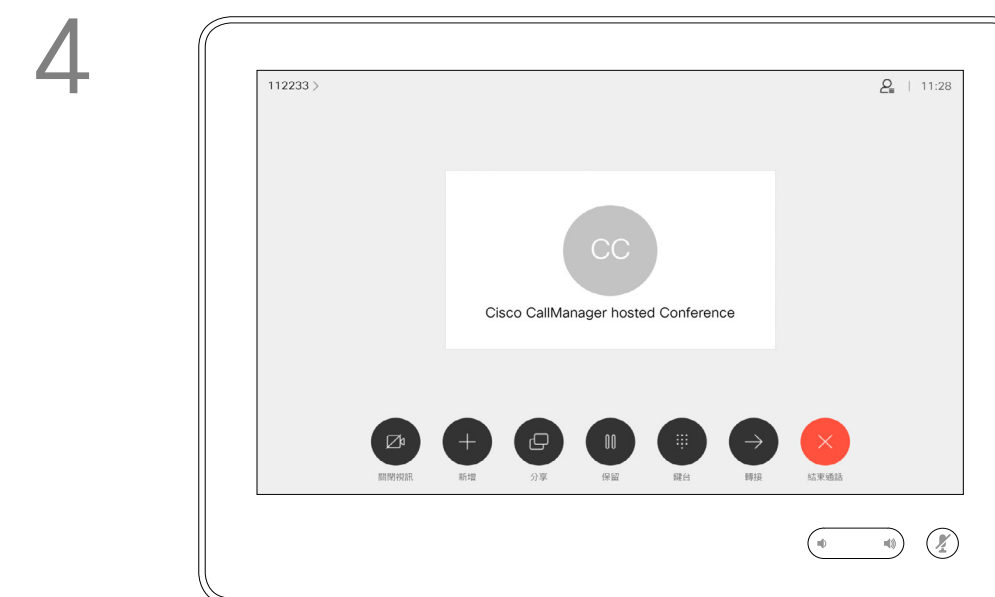 4
112233 >
11:28
CC
Cisco CallManager hosted Conference
關閉視訊
新增
分享
保留
鍵台
轉接
結束通話